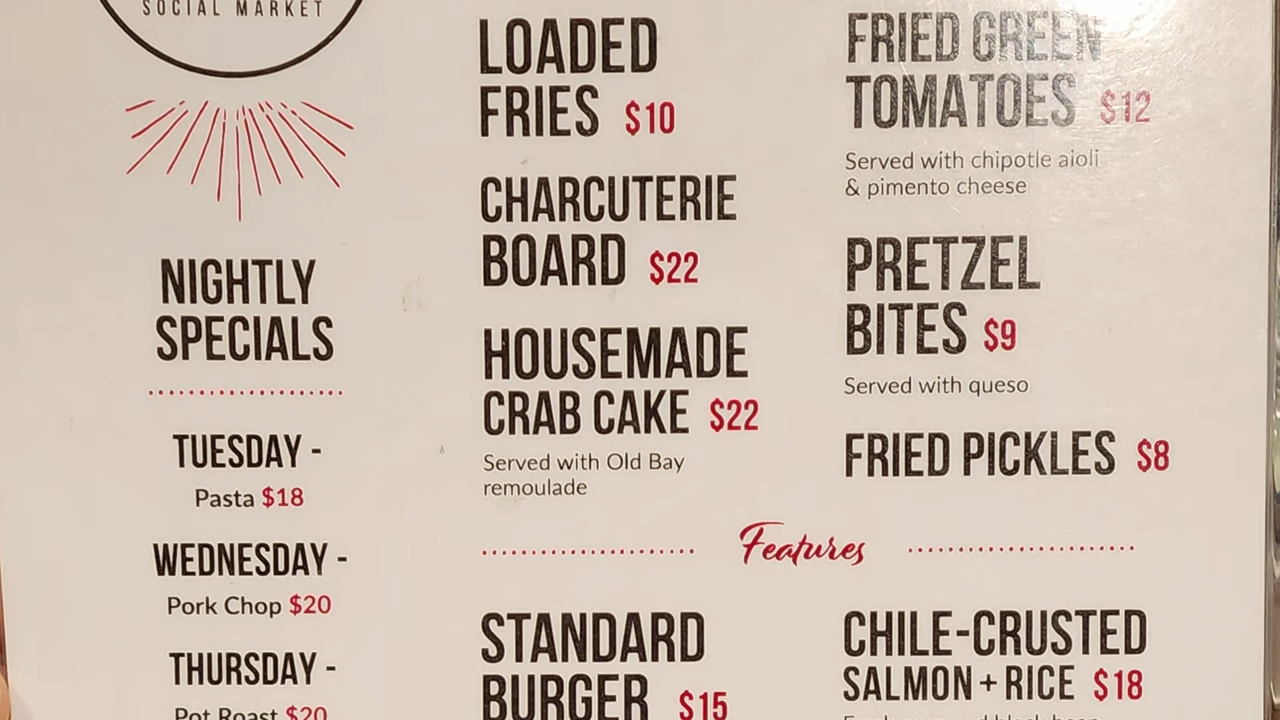 SOCIAL MARKET
NIGHTLY
SPECIALS
TUESDAY -
Pasta $18
WEDNESDAY -
Pork Chop $20
THURSDAY -
Pot Roast $20
LOADED
FRIES $10
CHARCUTERIE
BOARD $22
HOUSEMADE
CRAB CAKE $22
Served with Old Bay
remoulade
FRIED GREEN
TOMATOES $12
Served with chipotle aioli
& pimento cheese
PRETZEL
BITES $9
Served with queso
FRIED PICKLES $8
Features
STANDARD
BURGER $15
CHILE-CRUSTED
SALMON + RICE $18